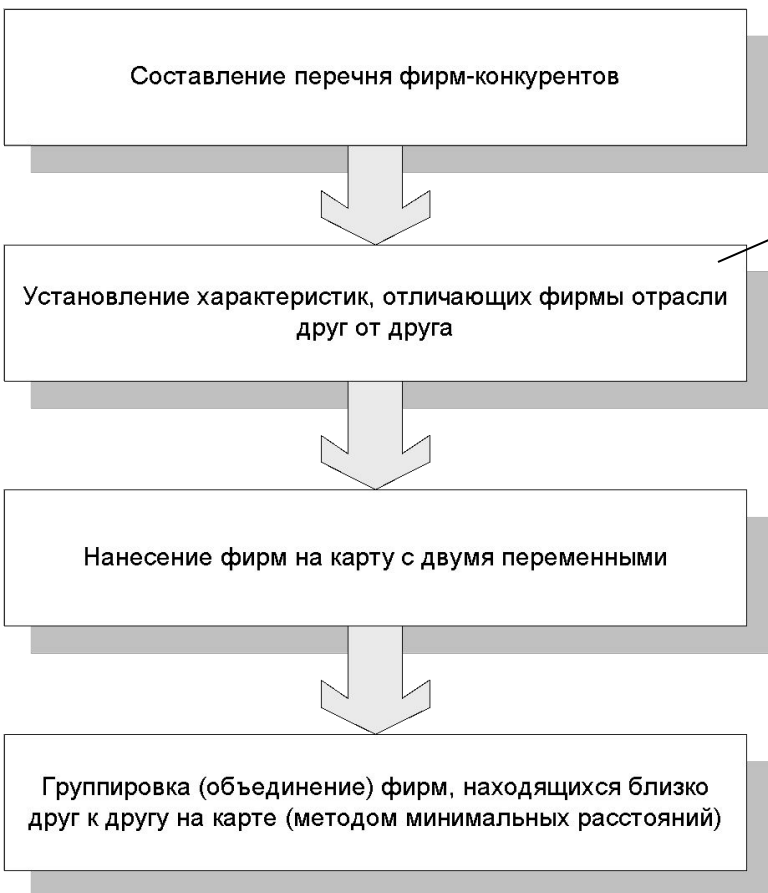 Составление перечня фирм-конкурентов
Установление характеристик, отличающих фирмы отрасли
друг от друга
Нанесение фирм на карту с двумя переменными
Группировка (объединение) фирм, находящихся близко
друг к другу на карте (методом минимальных расстояний)